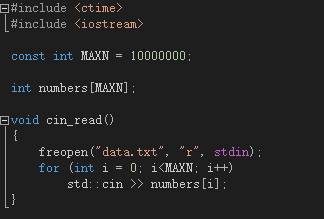 #include <ctime>
#include <iostream>
const int MAXN = 10000000;
int numbers[MAXN];
void cin_read()
{
freopen("data.txt", "r", stdin);
for (int i = 0; i<MAXN; i++)
std::cin >> numbers[i];
}